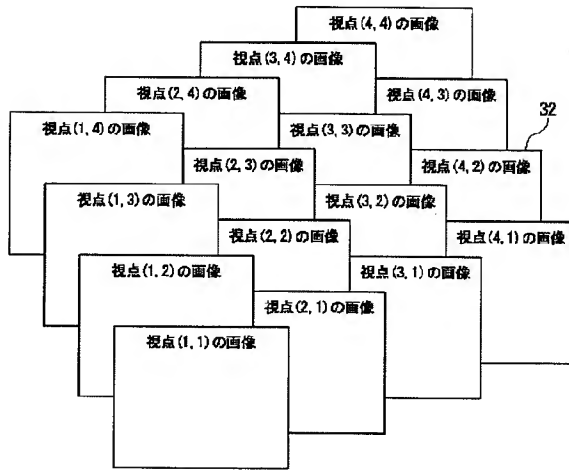 視点(4, 4)の画像
視点(3, 4)の画像
視点(2, 4)の画像
視点(4, 3)の画像
32
視点(1, 4)の画像
視点(3, 3)の画像
視点(2, 3)の画像
視点(4, 2)の画像
視点(1, 3)の画像
視点(3, 2)の画像
視点(2, 2)の画像
視点(4, 1)の画像
視点(1, 2)の画像
視点(3, 1)の画像
視点(2, 1)の画像
視点(1, 1)の画像